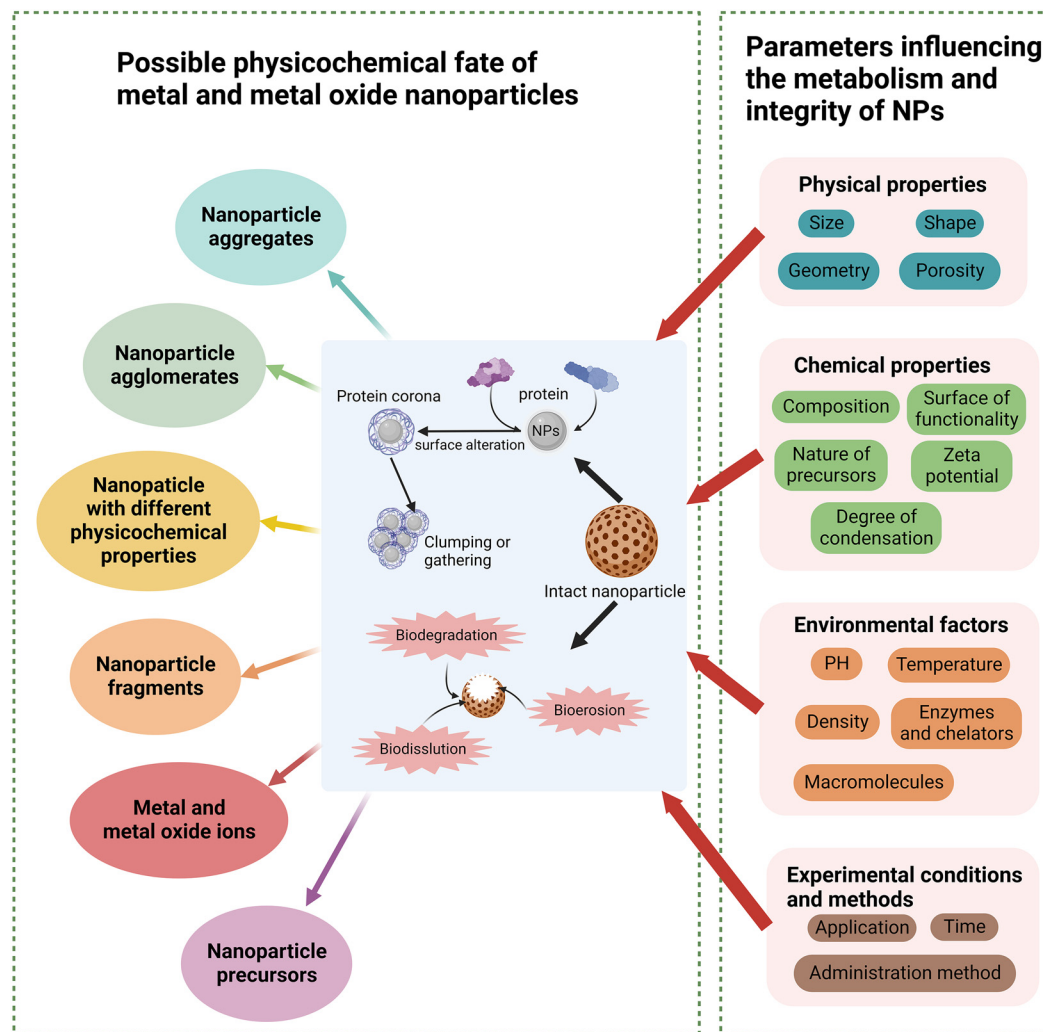 Possible physicochemical fate of
metal and metal oxide nanoparticles
Nanoparticle
aggregates
Nanoparticle
agglomerates
Nanopaticle
with different
physicochemical
properties
Nanoparticle
fragments
Metal and
metal oxide ions
Nanoparticle
precursors
Protein corona
protein
NPs
surface alteration
Clumping or
gathering
Intact nanoparticle
Biodegradation
Bioerosion
Biodisslution
Parameters influencing
the metabolism and
integrity of NPs
Physical properties
Size
Shape
Geometry
Porosity
Chemical properties
Composition
Surface of
functionality
Nature of
precursors
Zeta
potential
Degree of
condensation
Environmental factors
PH
Temperature
Density
Enzymes
and chelators
Macromolecules
Experimental conditions
and methods
Application
Time
Administration method